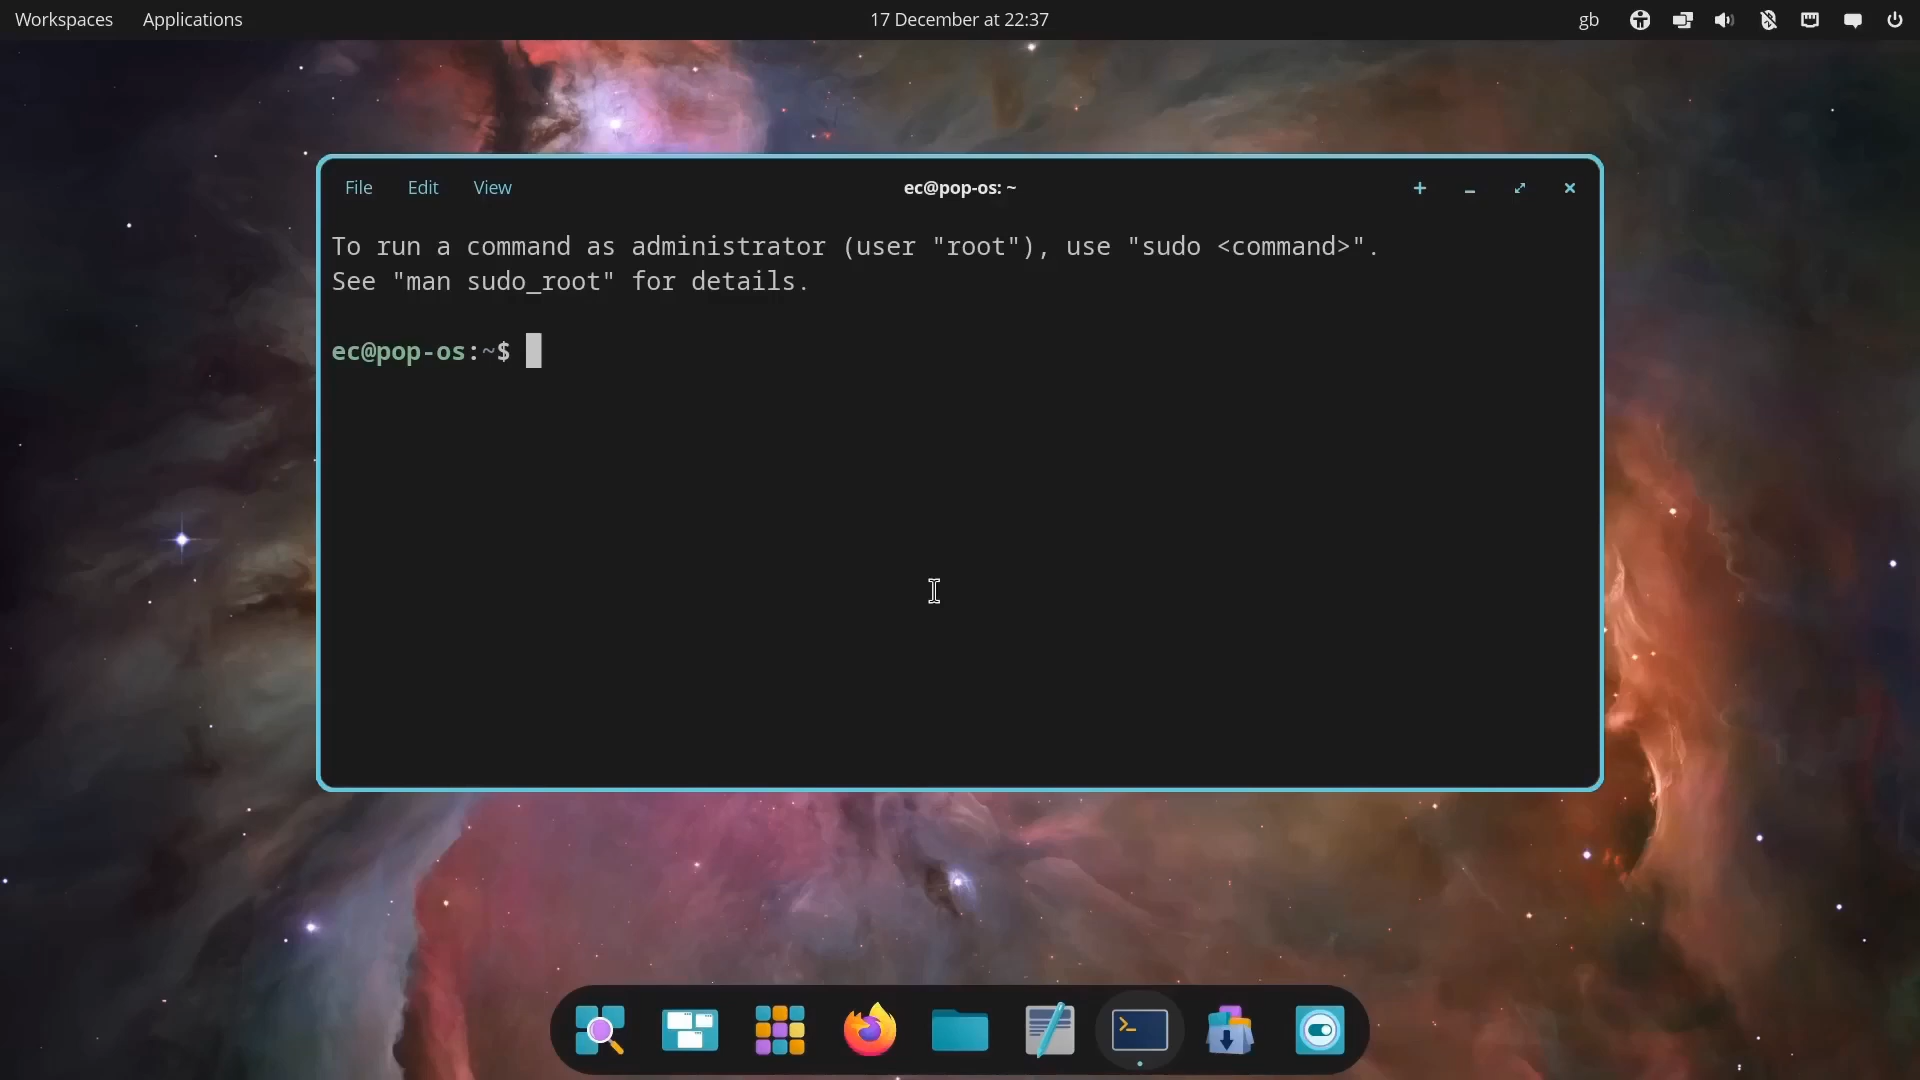 Workspaces Applications 17 December at 22:37 gb
File Edit View ec@pop-os: ~
To run a command as administrator (user "root"), use "sudo <command>".
See "man sudo_root" for details.
ec@pop-os:~$